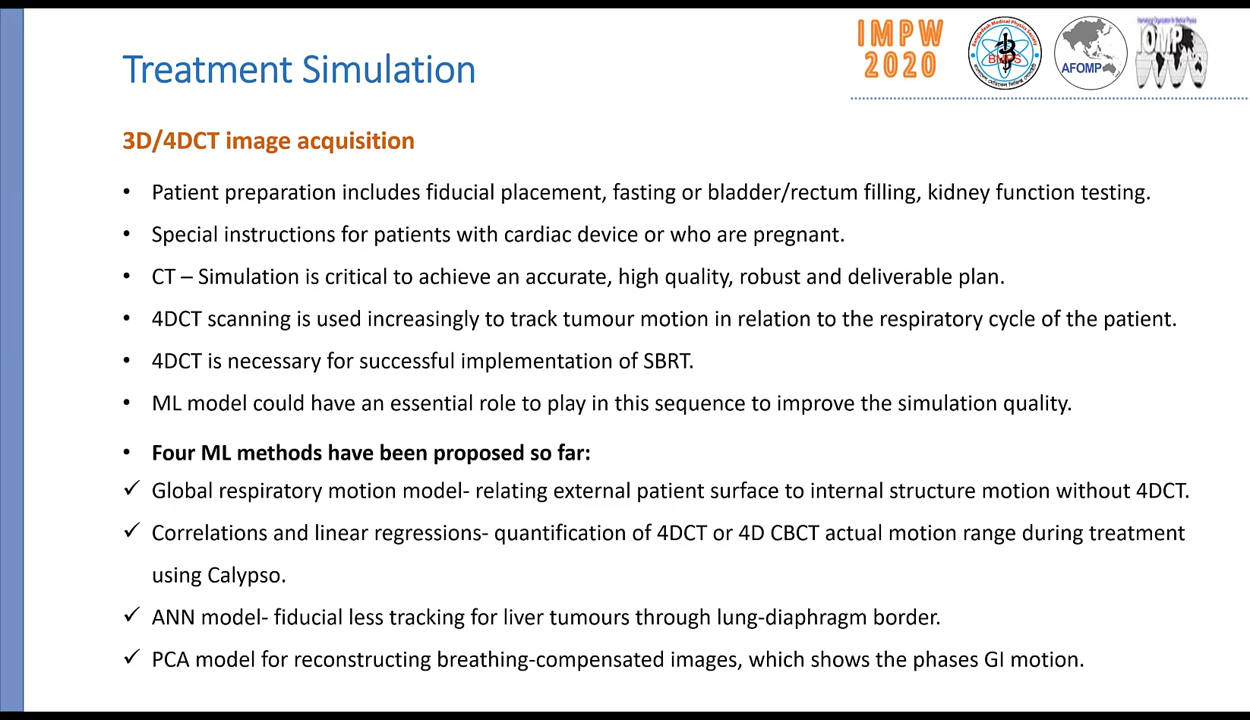 Treatment Simulation
IMPW
2020
BMPS
AFOMP
IOMP
3D/4DCT image acquisition
• Patient preparation includes fiducial placement, fasting or bladder/rectum filling, kidney function testing.
• Special instructions for patients with cardiac device or who are pregnant.
• CT – Simulation is critical to achieve an accurate, high quality, robust and deliverable plan.
• 4DCT scanning is used increasingly to track tumour motion in relation to the respiratory cycle of the patient.
• 4DCT is necessary for successful implementation of SBRT.
• ML model could have an essential role to play in this sequence to improve the simulation quality.
• Four ML methods have been proposed so far:
✓ Global respiratory motion model- relating external patient surface to internal structure motion without 4DCT.
✓ Correlations and linear regressions- quantification of 4DCT or 4D CBCT actual motion range during treatment
using Calypso.
✓ ANN model- fiducial less tracking for liver tumours through lung-diaphragm border.
✓ PCA model for reconstructing breathing-compensated images, which shows the phases GI motion.